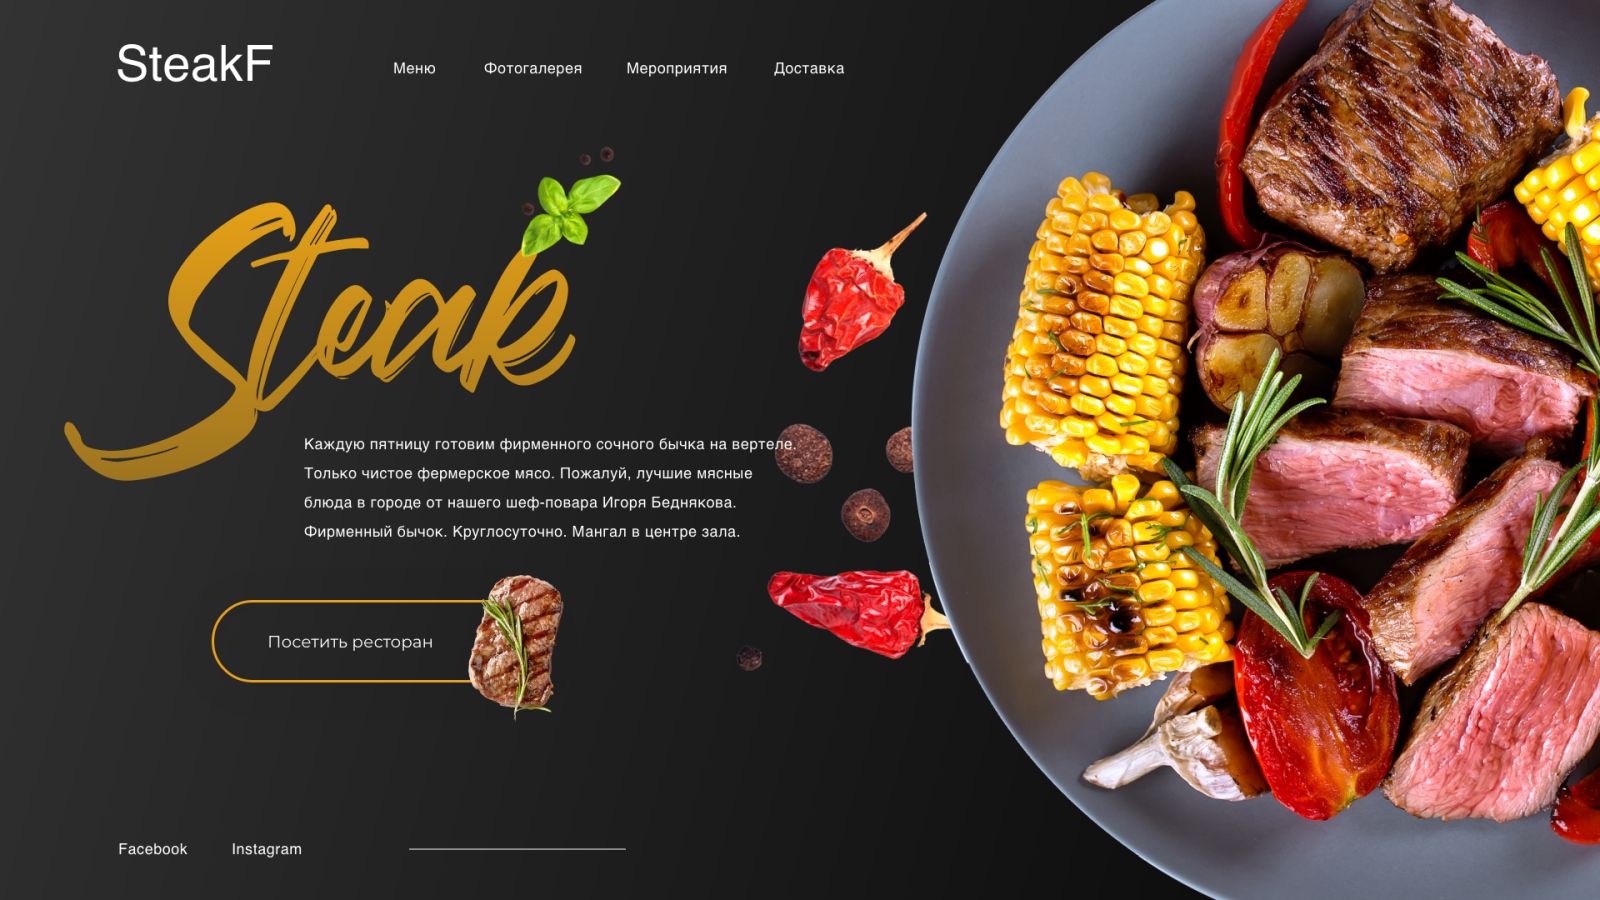 SteakF
Меню
Фотогалерея
Мероприятия
Доставка
Steak
Каждую пятницу готовим фирменного сочного бычка на вертеле.
Только чистое фермерское мясо. Пожалуй, лучшие мясные
блюда в городе от нашего шеф-повара Игоря Беднякова.
Фирменный бычок. Круглосуточно. Мангал в центре зала.
Посетить ресторан
Facebook
Instagram